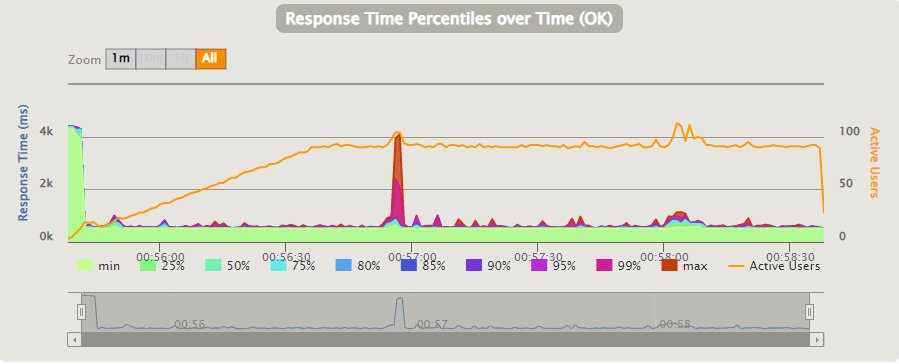 Response Time Percentiles over Time (OK)
Zoom 1m 10m 1h All
Response Time (ms)
4k
2k
0k
100
50
0
Active Users
00:56:00 00:56:30 00:57:00 00:57:30 00:58:00 00:58:30
min 25% 50% 75% 80% 85% 90% 95% 99% max Active Users
00:56 00:57 00:58